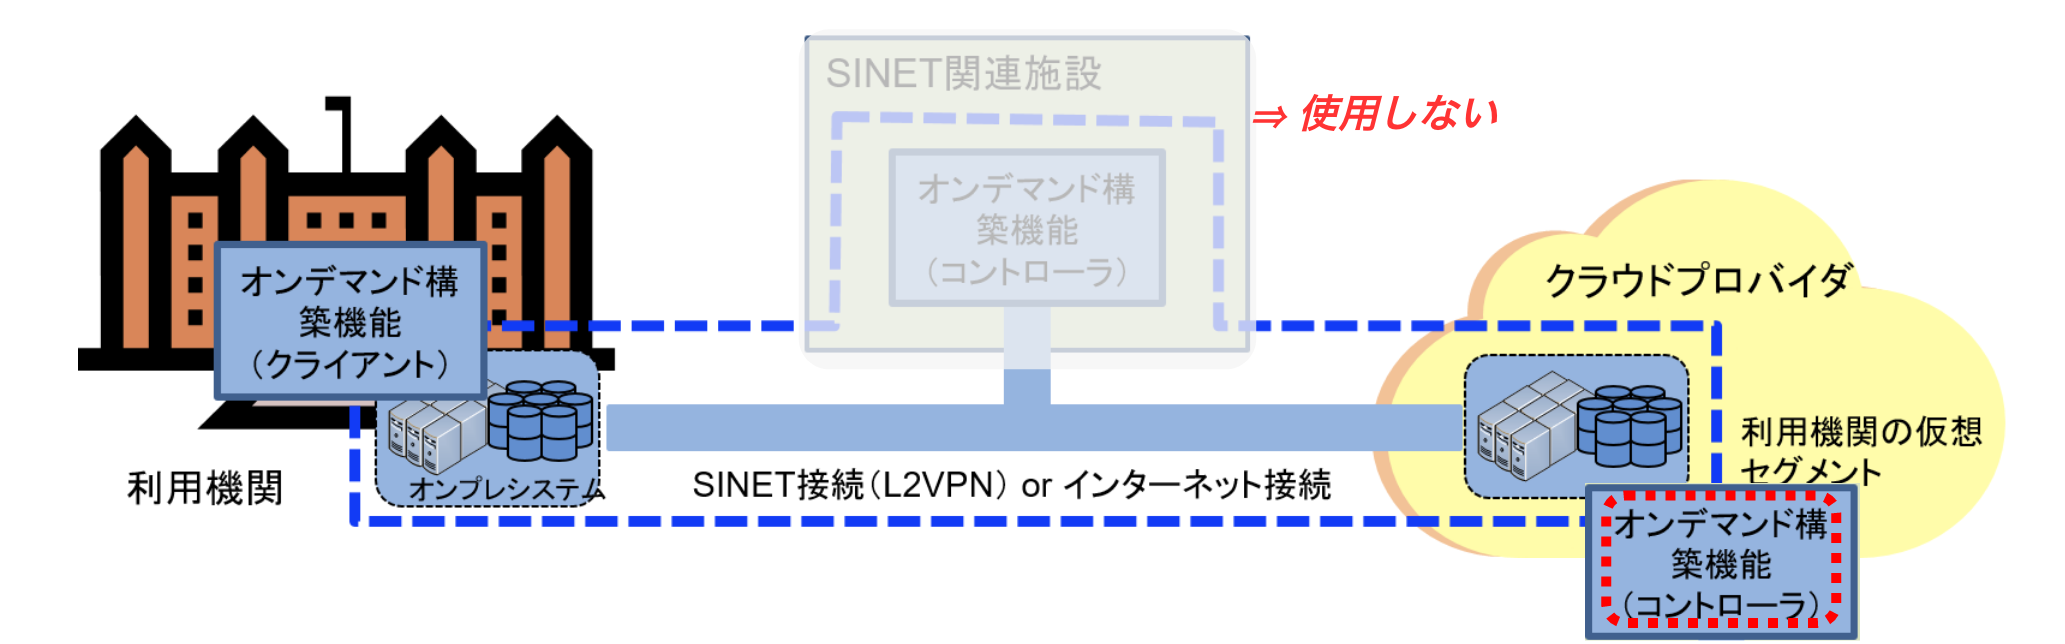 SINET関連施設
⇒ 使用しない
オンデマンド構
築機能
（コントローラ）
オンデマンド構
築機能
（クライアント）
クラウドプロバイダ
利用機関
オンプレシステム
SINET接続（L2VPN） or インターネット接続
利用機関の仮想
セグメント
オンデマンド構
築機能
（コントローラ）